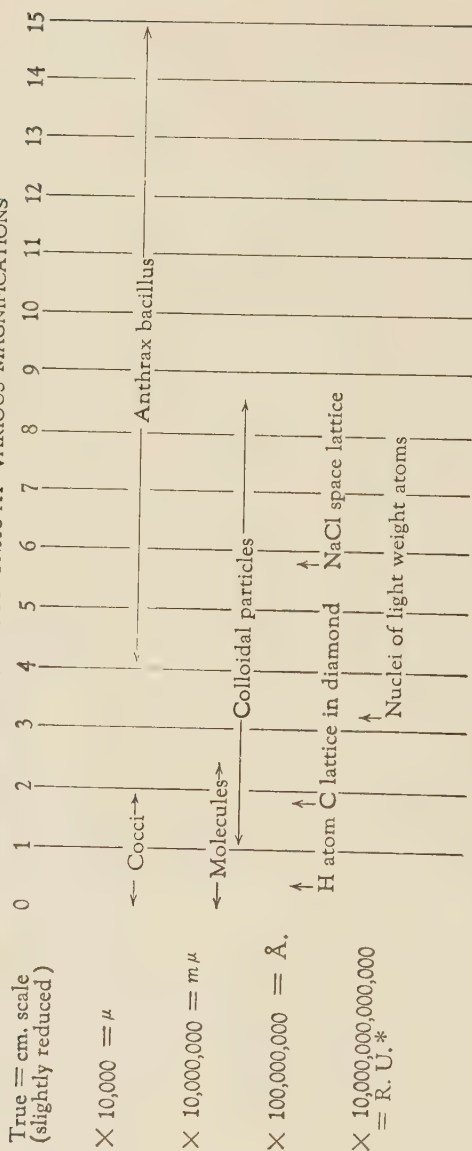 VARIOUS MAGNIFICATIONS
True = cm. scale
(slightly reduced)
0 1 2 3 4 5 6 7 8 9 10 11 12 13 14 15
× 10,000 = μ
Cocci
Anthrax bacillus
× 10,000,000 = mμ
Molecules
Colloidal particles
× 100,000,000 = Å.
H atom C lattice in diamond NaCl space lattice
× 10,000,000,000,000
= R. U.*
Nuclei of light weight atoms